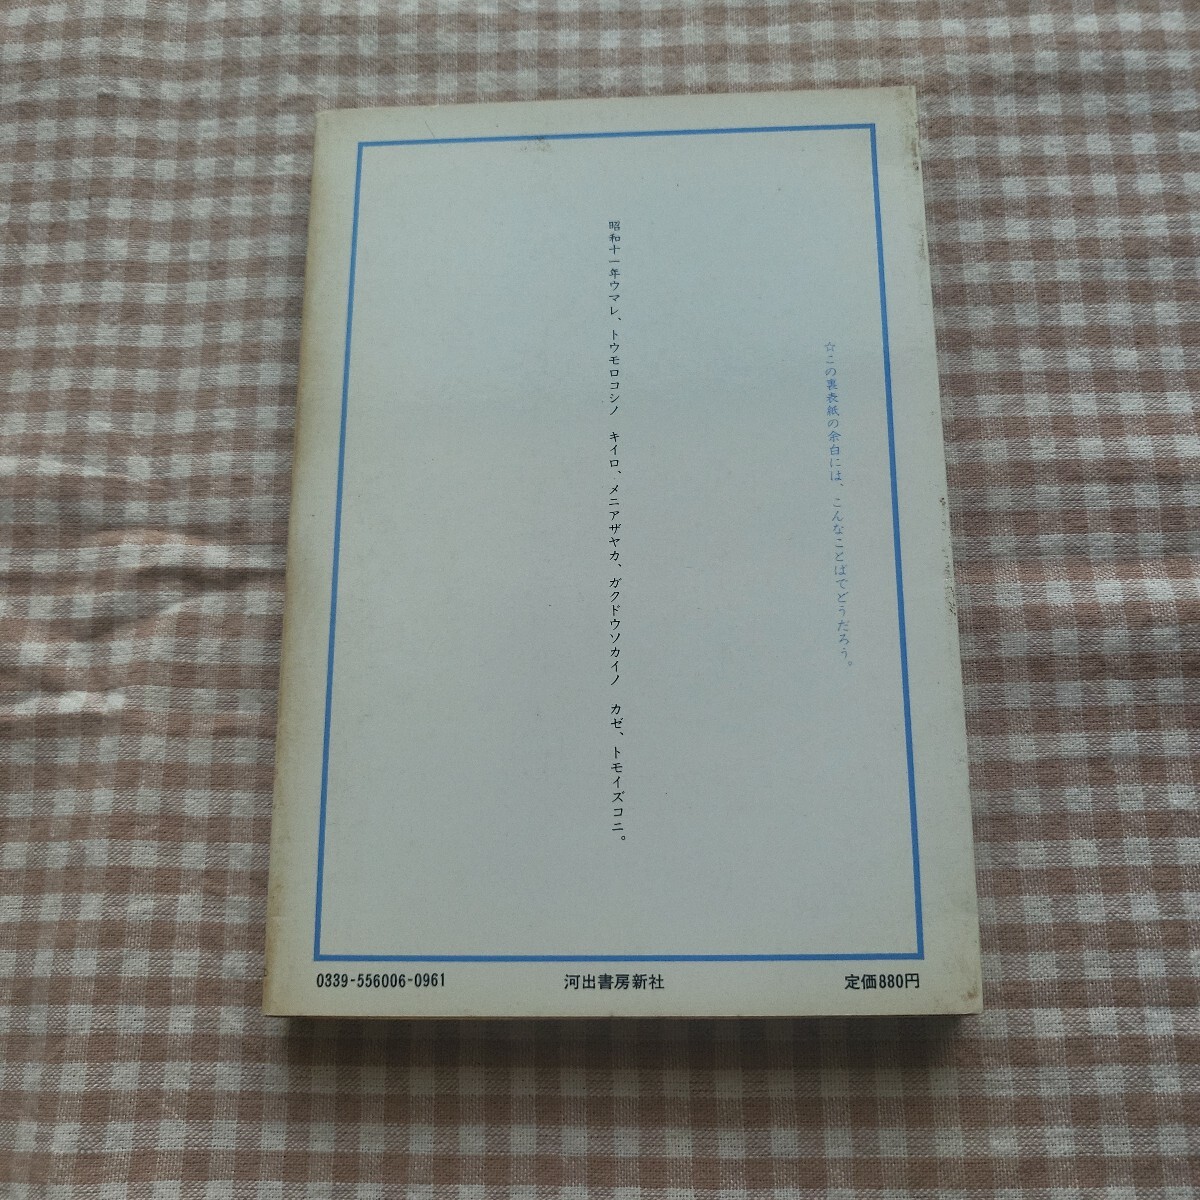 ☆この裏表紙の余白には、こんなことばでどうだろう。
昭和十一年ウマレ、トウモロコシノ　キイロ、メニアザヤカ、ガクドウソカイノ　カゼ、トモイズコニ。
0339-556006-0961
河出書房新社
定価880円